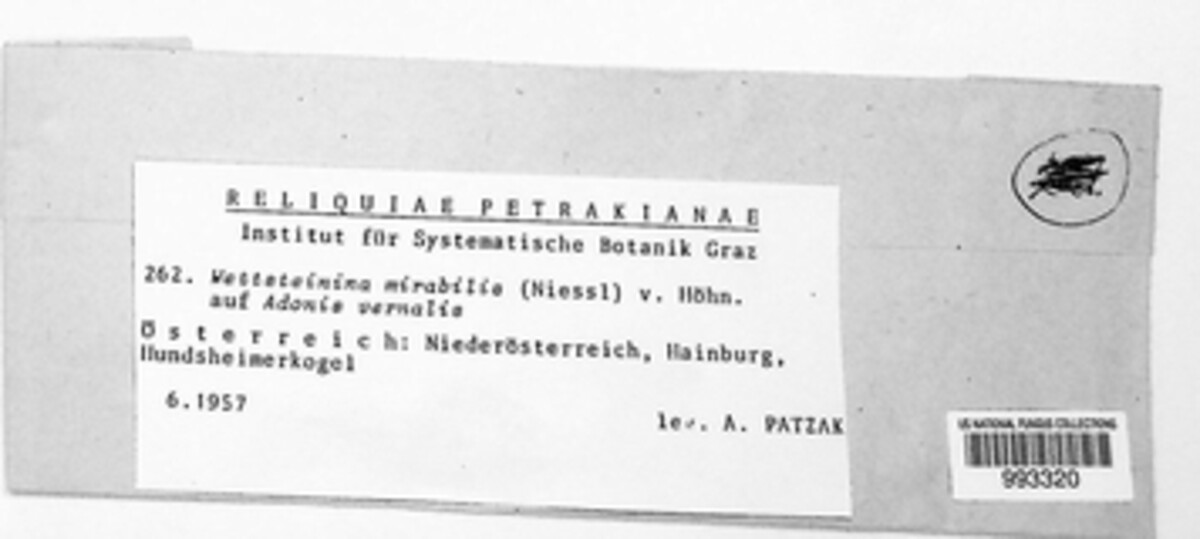 RELIQUIAE PETRAKIANAE
Institut für Systematische Botanik Graz
262. Wettsteinina mirabilis (Niessl) v. Höhn.
auf Adonis vernalis
Österreich: Niederösterreich, Hainburg,
Hundsheimerkogel
6.1957
A. PATZAK
US NATIONAL FUNGUS COLLECTIONS
993320